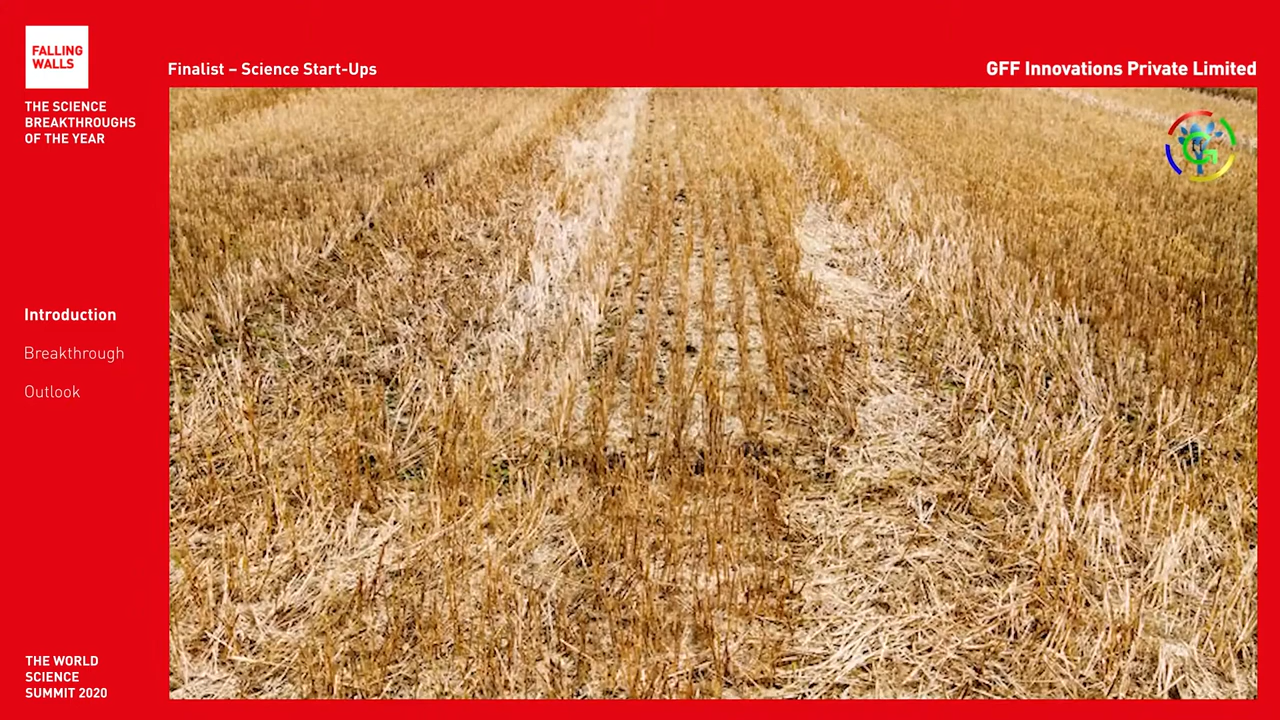 FALLING
WALLS
THE SCIENCE
BREAKTHROUGHS
OF THE YEAR
Finalist – Science Start-Ups
GFF Innovations Private Limited
Introduction
Breakthrough
Outlook
THE WORLD
SCIENCE
SUMMIT 2020